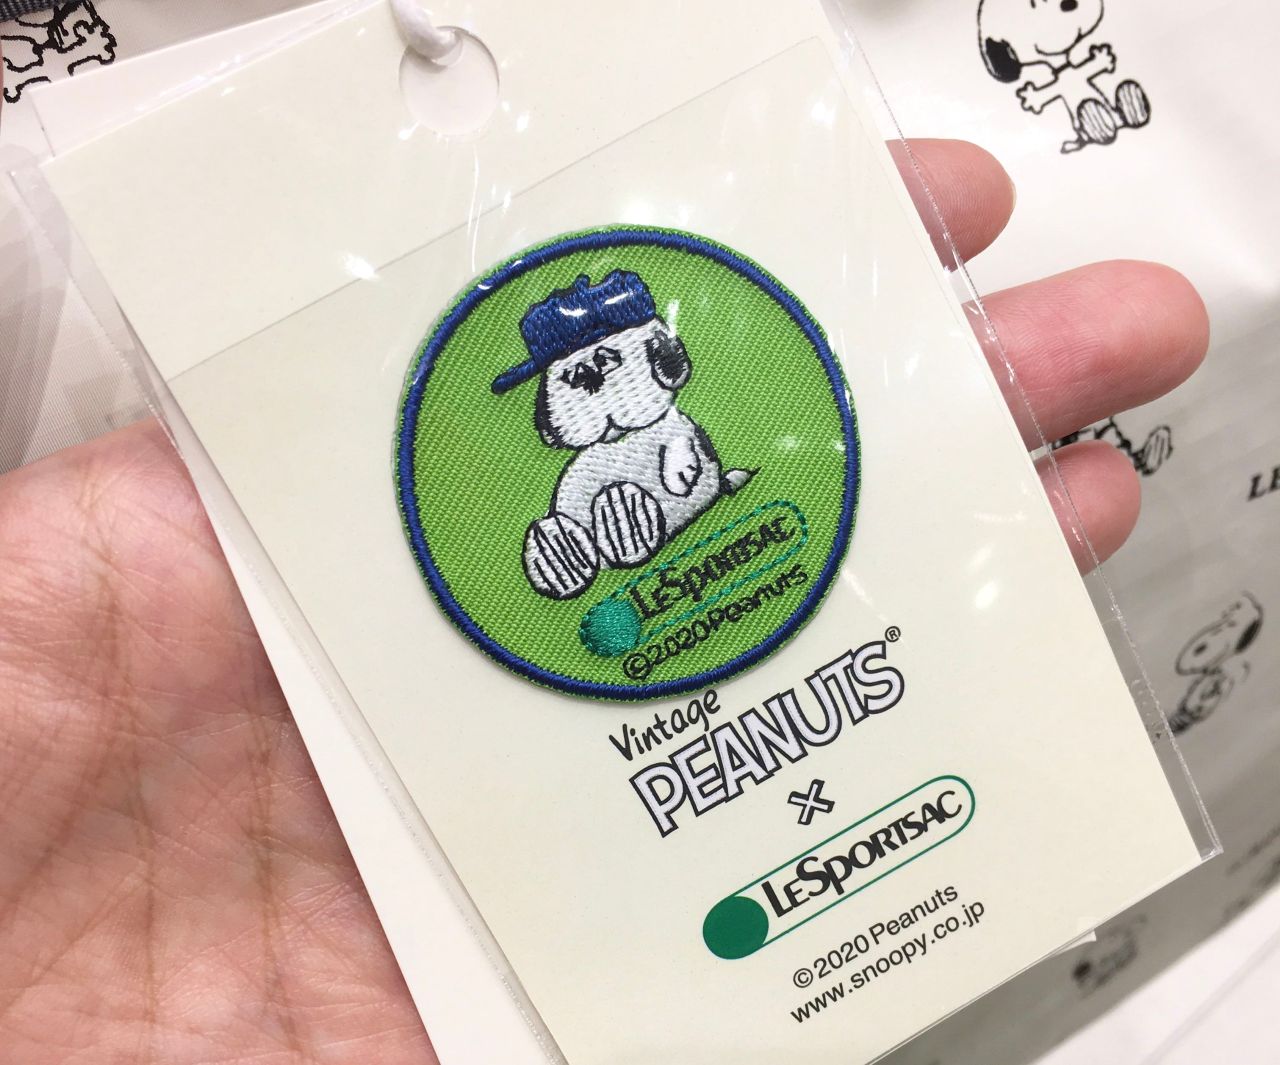 LeSportsac
©2020 Peanuts
Vintage
PEANUTS®
×
LeSportsac
©2020 Peanuts
www.snoopy.co.jp